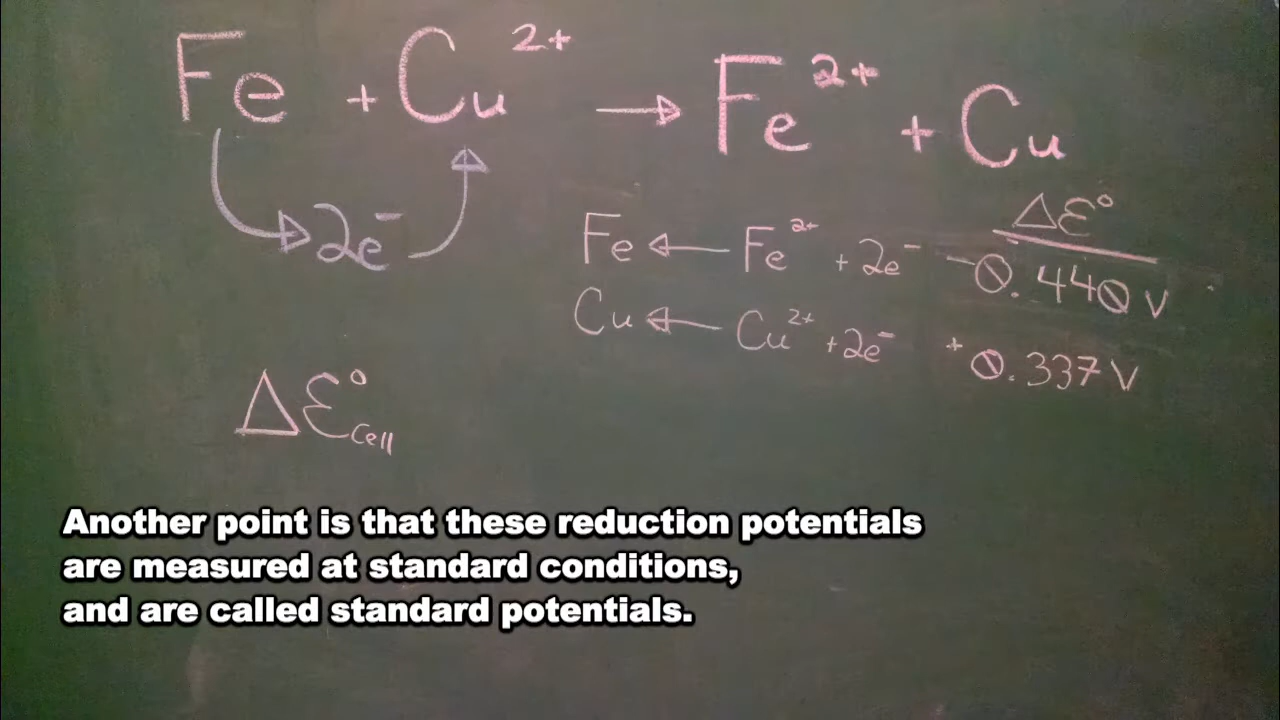 Fe + Cu²⁺ → Fe²⁺ + Cu
2e⁻
Δℰ°
Fe ← Fe²⁺ + 2e⁻ −0.440 V
Cu ← Cu²⁺ + 2e⁻ +0.337 V
Δℰ°cell
Another point is that these reduction potentials
are measured at standard conditions,
and are called standard potentials.